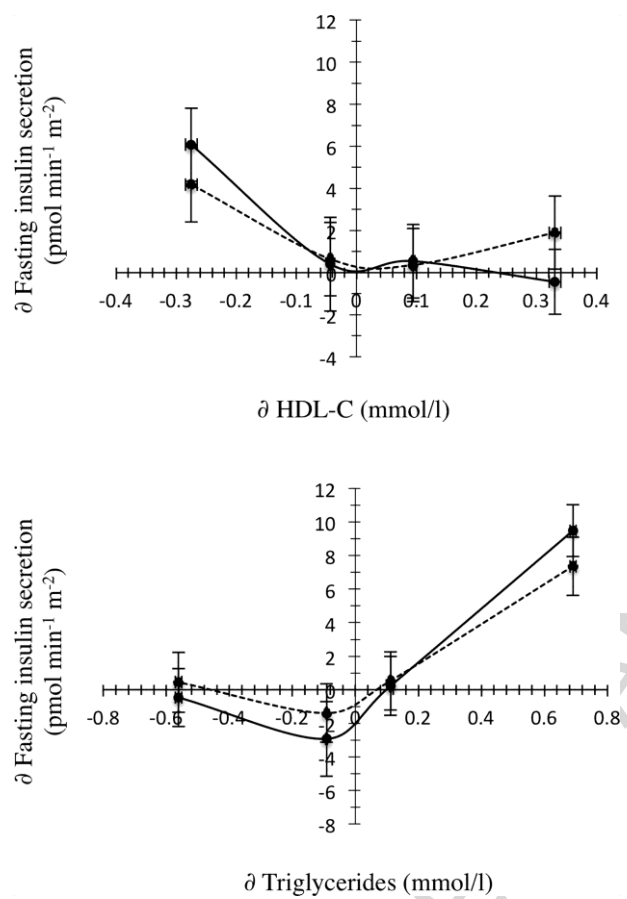 ∂ Fasting insulin secretion
(pmol min⁻¹ m⁻²)
12
10
8
6
4
2
0
-2
-4
-0.4 -0.3 -0.2 -0.1 0 0.1 0.2 0.3 0.4
∂ HDL-C (mmol/l)
∂ Fasting insulin secretion
(pmol min⁻¹ m⁻²)
12
10
8
6
4
2
0
-2
-4
-6
-8
-0.8 -0.6 -0.4 -0.2 0 0.2 0.4 0.6 0.8
∂ Triglycerides (mmol/l)